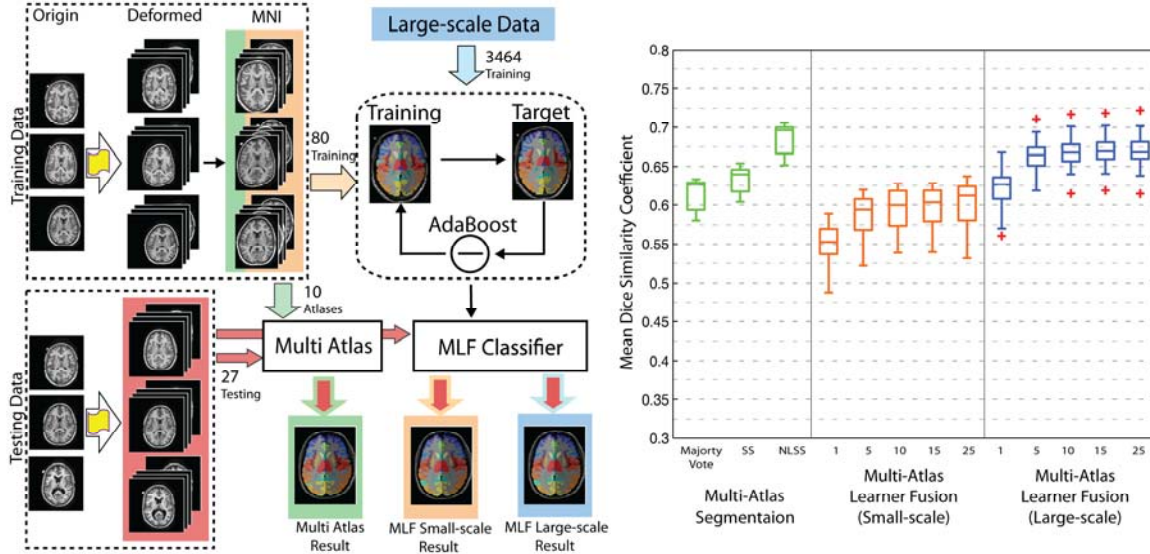 Origin
Deformed
MNI
Large-scale Data
3464
Training
Training Data
80
Training
Training
Target
AdaBoost
10
Atlases
Testing Data
Multi Atlas
MLF Classifier
27
Testing
Multi Atlas
Result
MLF Small-scale
Result
MLF Large-scale
Result
Mean Dice Similarity Coefficient
0.8
0.75
0.7
0.65
0.6
0.55
0.5
0.45
0.4
0.35
0.3
Majorty
Vote
SS
NLSS
1
5
10
15
25
1
5
10
15
25
Multi-Atlas
Segmentaion
Multi-Atlas
Learner Fusion
(Small-scale)
Multi-Atlas
Learner Fusion
(Large-scale)